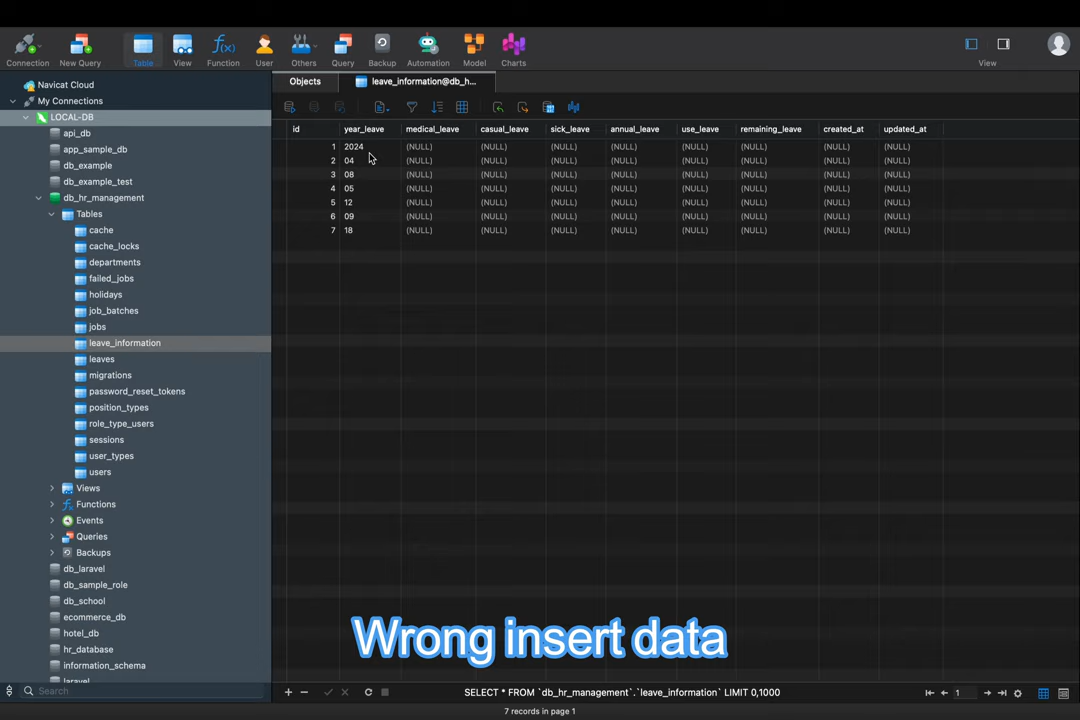 Connection New Query Table View Function User Others Query Backup Automation Model Charts View
Objects leave_information@db_h...
Navicat Cloud
My Connections
LOCAL-DB
api_db
app_sample_db
db_example
db_example_test
db_hr_management
Tables
cache
cache_locks
departments
failed_jobs
holidays
job_batches
jobs
leave_information
leaves
migrations
password_reset_tokens
position_types
role_type_users
sessions
user_types
users
Views
Functions
Events
Queries
Backups
db_laravel
db_sample_role
db_school
ecommerce_db
hotel_db
hr_database
information_schema
laravel
Search
id year_leave medical_leave casual_leave sick_leave annual_leave use_leave remaining_leave created_at updated_at
1 2024 (NULL) (NULL) (NULL) (NULL) (NULL) (NULL) (NULL) (NULL)
2 04 (NULL) (NULL) (NULL) (NULL) (NULL) (NULL) (NULL) (NULL)
3 08 (NULL) (NULL) (NULL) (NULL) (NULL) (NULL) (NULL) (NULL)
4 05 (NULL) (NULL) (NULL) (NULL) (NULL) (NULL) (NULL) (NULL)
5 12 (NULL) (NULL) (NULL) (NULL) (NULL) (NULL) (NULL) (NULL)
6 09 (NULL) (NULL) (NULL) (NULL) (NULL) (NULL) (NULL) (NULL)
7 18 (NULL) (NULL) (NULL) (NULL) (NULL) (NULL) (NULL) (NULL)
Wrong insert data
SELECT * FROM `db_hr_management`.`leave_information` LIMIT 0,1000 1
7 records in page 1